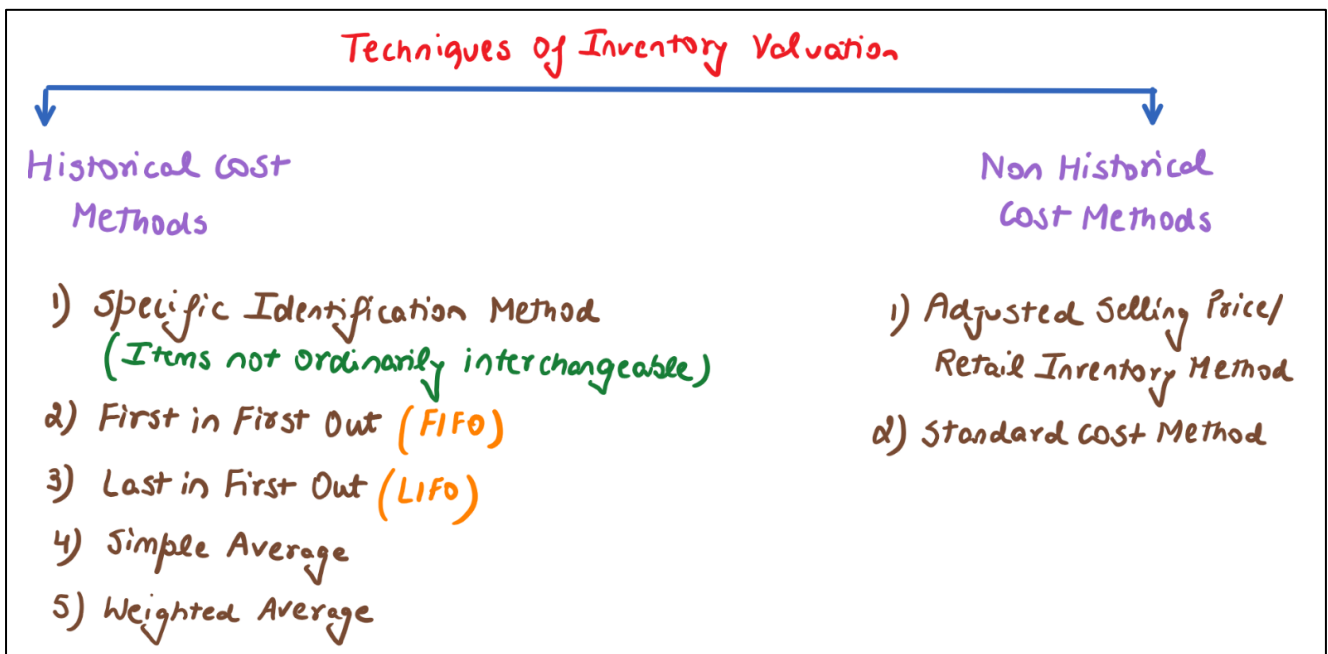 Techniques of Inventory Valuation
Historical Cost
Methods
1) Specific Identification Method
(Items not ordinarily interchangeable)
2) First in First Out (FIFO)
3) Last in First Out (LIFO)
4) Simple Average
5) Weighted Average
Non Historical
Cost Methods
1) Adjusted Selling Price/
Retail Inventory Method
2) Standard Cost Method